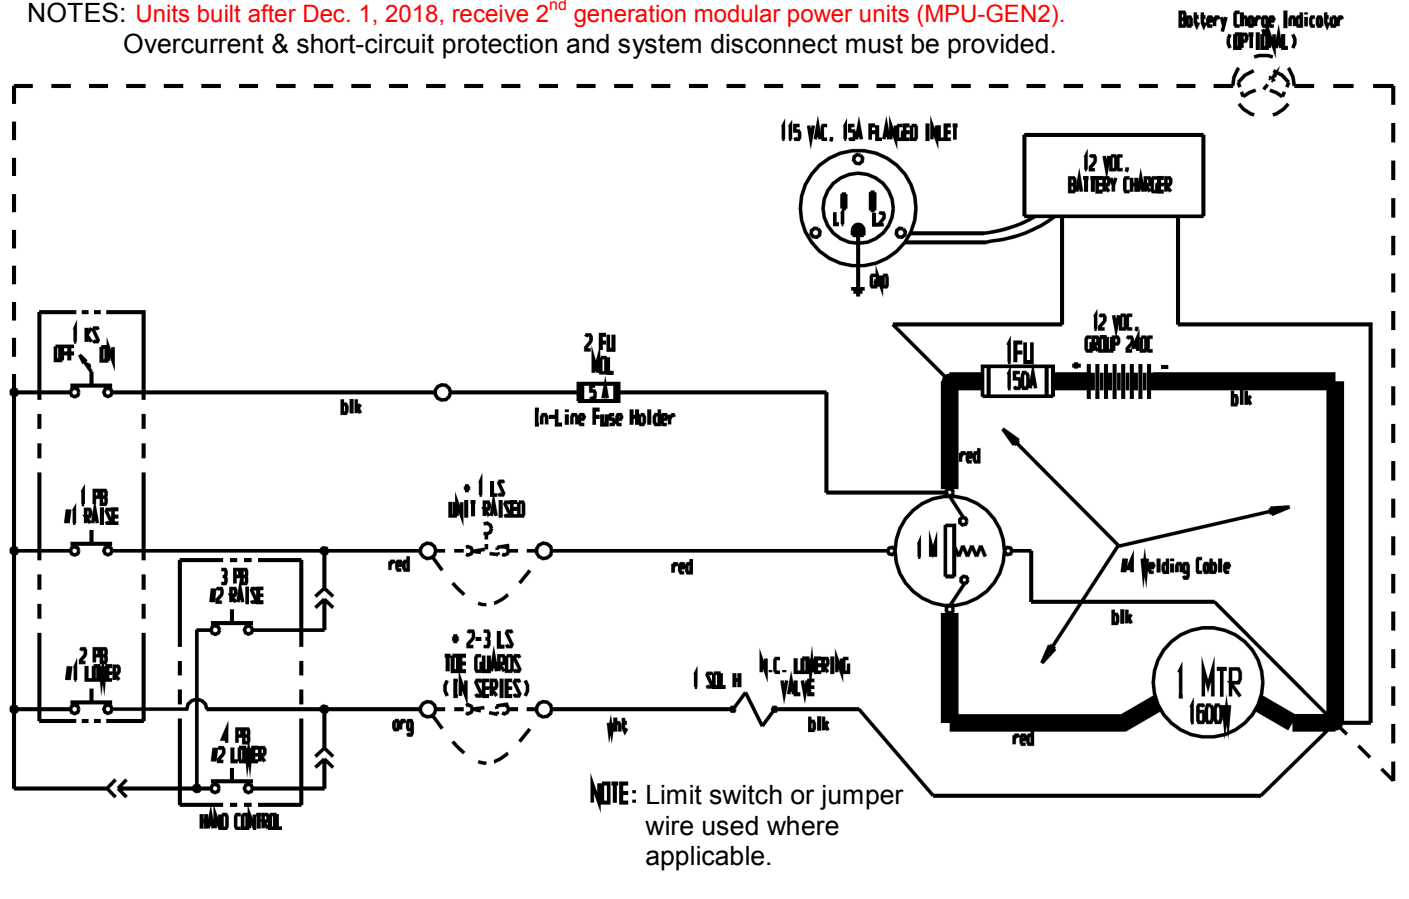 NOTES: Units built after Dec. 1, 2018, receive 2nd generation modular power units (MPU-GEN2).
Overcurrent & short-circuit protection and system disconnect must be provided.
Battery Charge Indicator
(OPTIONAL)
115 VAC, 15A FLANGED INLET
12 VDC,
BATTERY CHARGER
L1 L2
GND
1 KS
OFF ON
2 FU
MDL
5 A
In-Line Fuse Holder
blk
1FU
150A
12 VDC,
GROUP 24DC
+ -
blk
red
1 PB
#1 RAISE
* 1 LS
UNIT RAISED
?
red
red
1 M
#4 Welding Cable
blk
3 PB
#2 RAISE
2 PB
#1 LOWER
* 2-3 LS
TOE GUARDS
(IN SERIES)
org
wht
1 SOL H
N.C. LOWERING
VALVE
blk
1 MTR
1600W
red
4 PB
#2 LOWER
HAND CONTROL
NOTE: Limit switch or jumper
wire used where
applicable.